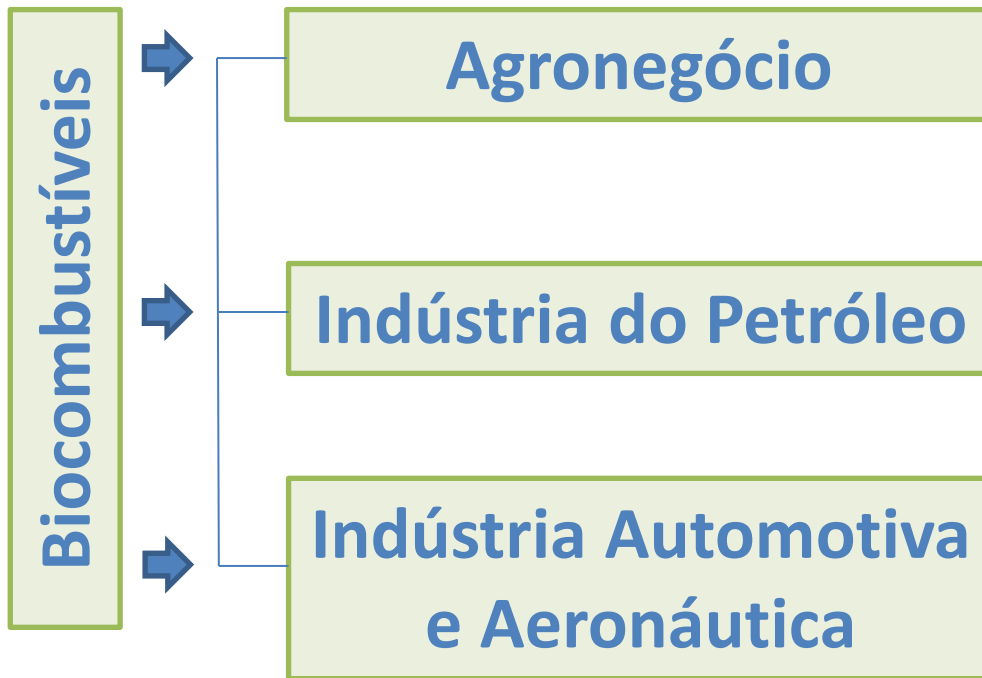 Biocombustíveis
Agronegócio
Indústria do Petróleo
Indústria Automotiva
e Aeronáutica